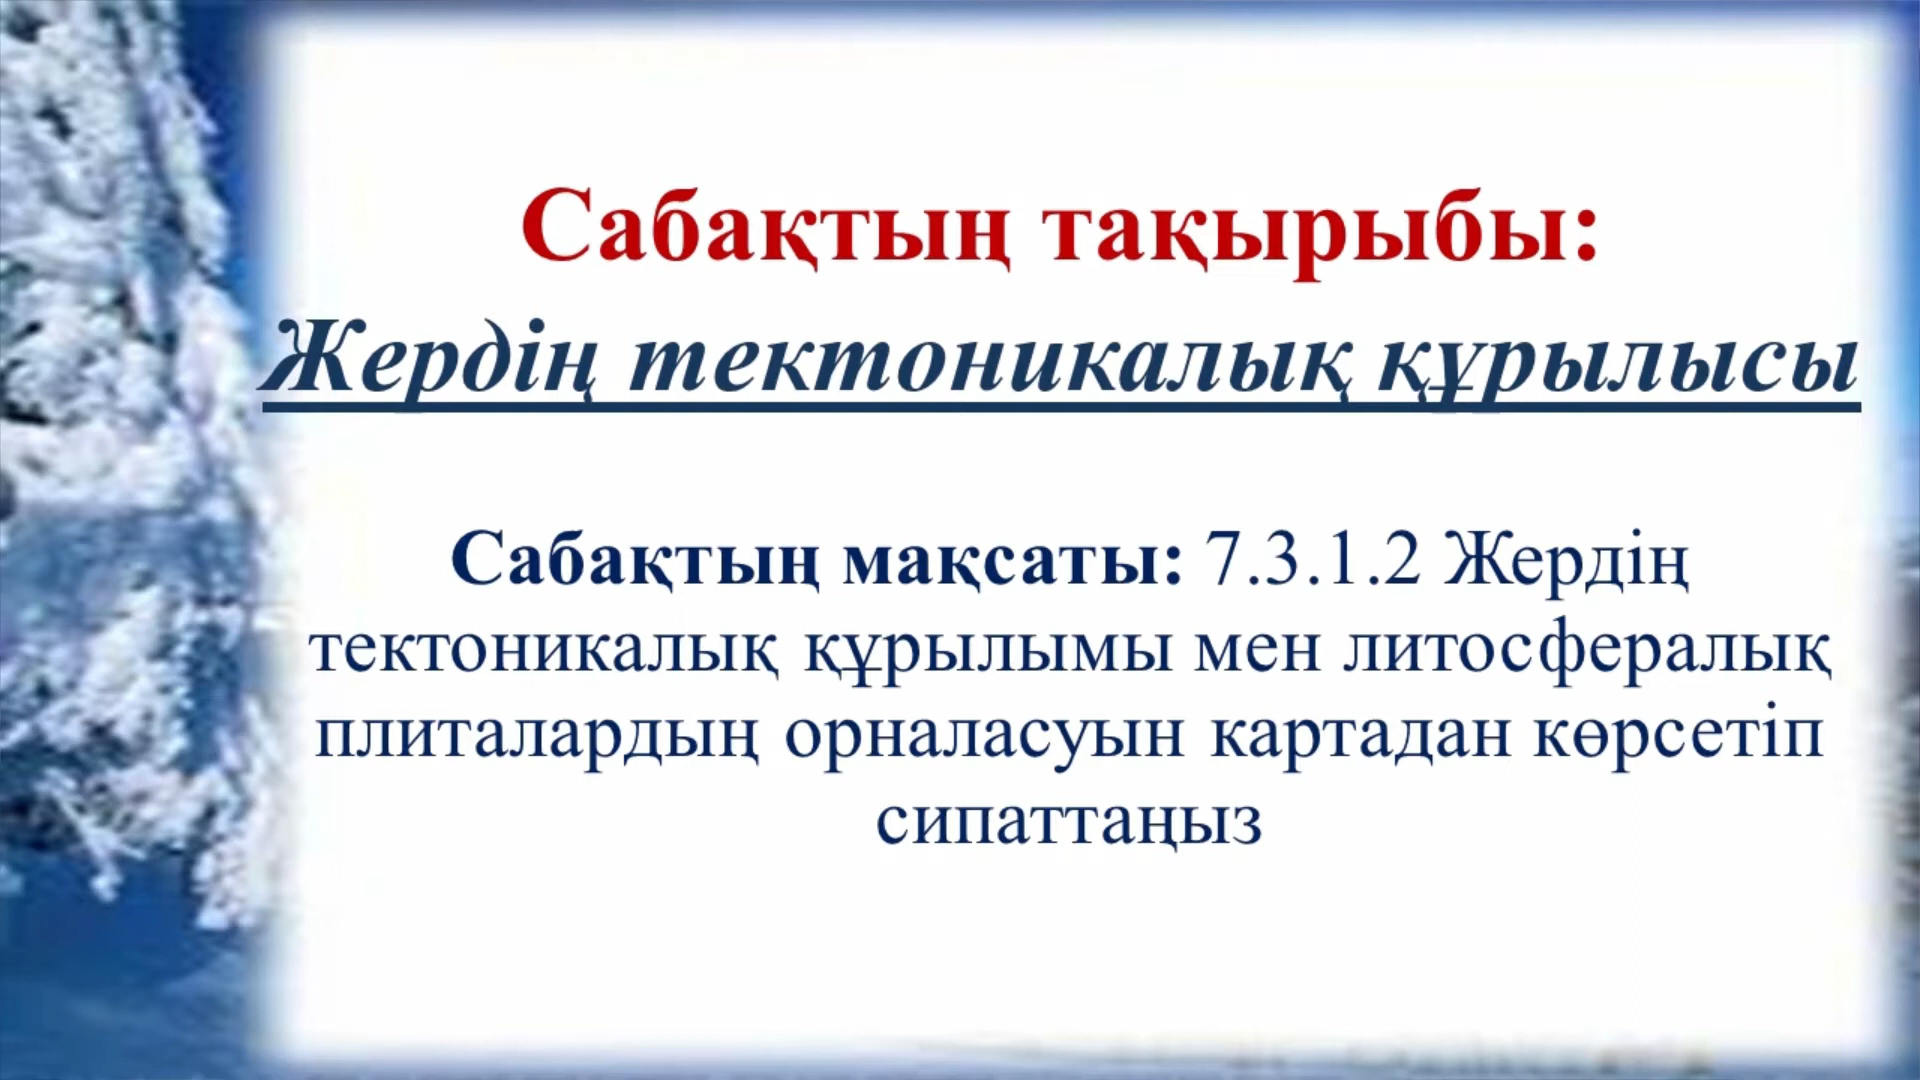 Сабақтың тақырыбы:
Жердің тектоникалық құрылысы
Сабақтың мақсаты: 7.3.1.2 Жердің
тектоникалық құрылымы мен литосфералық
плиталардың орналасуын картадан көрсетіп
сипаттаңыз